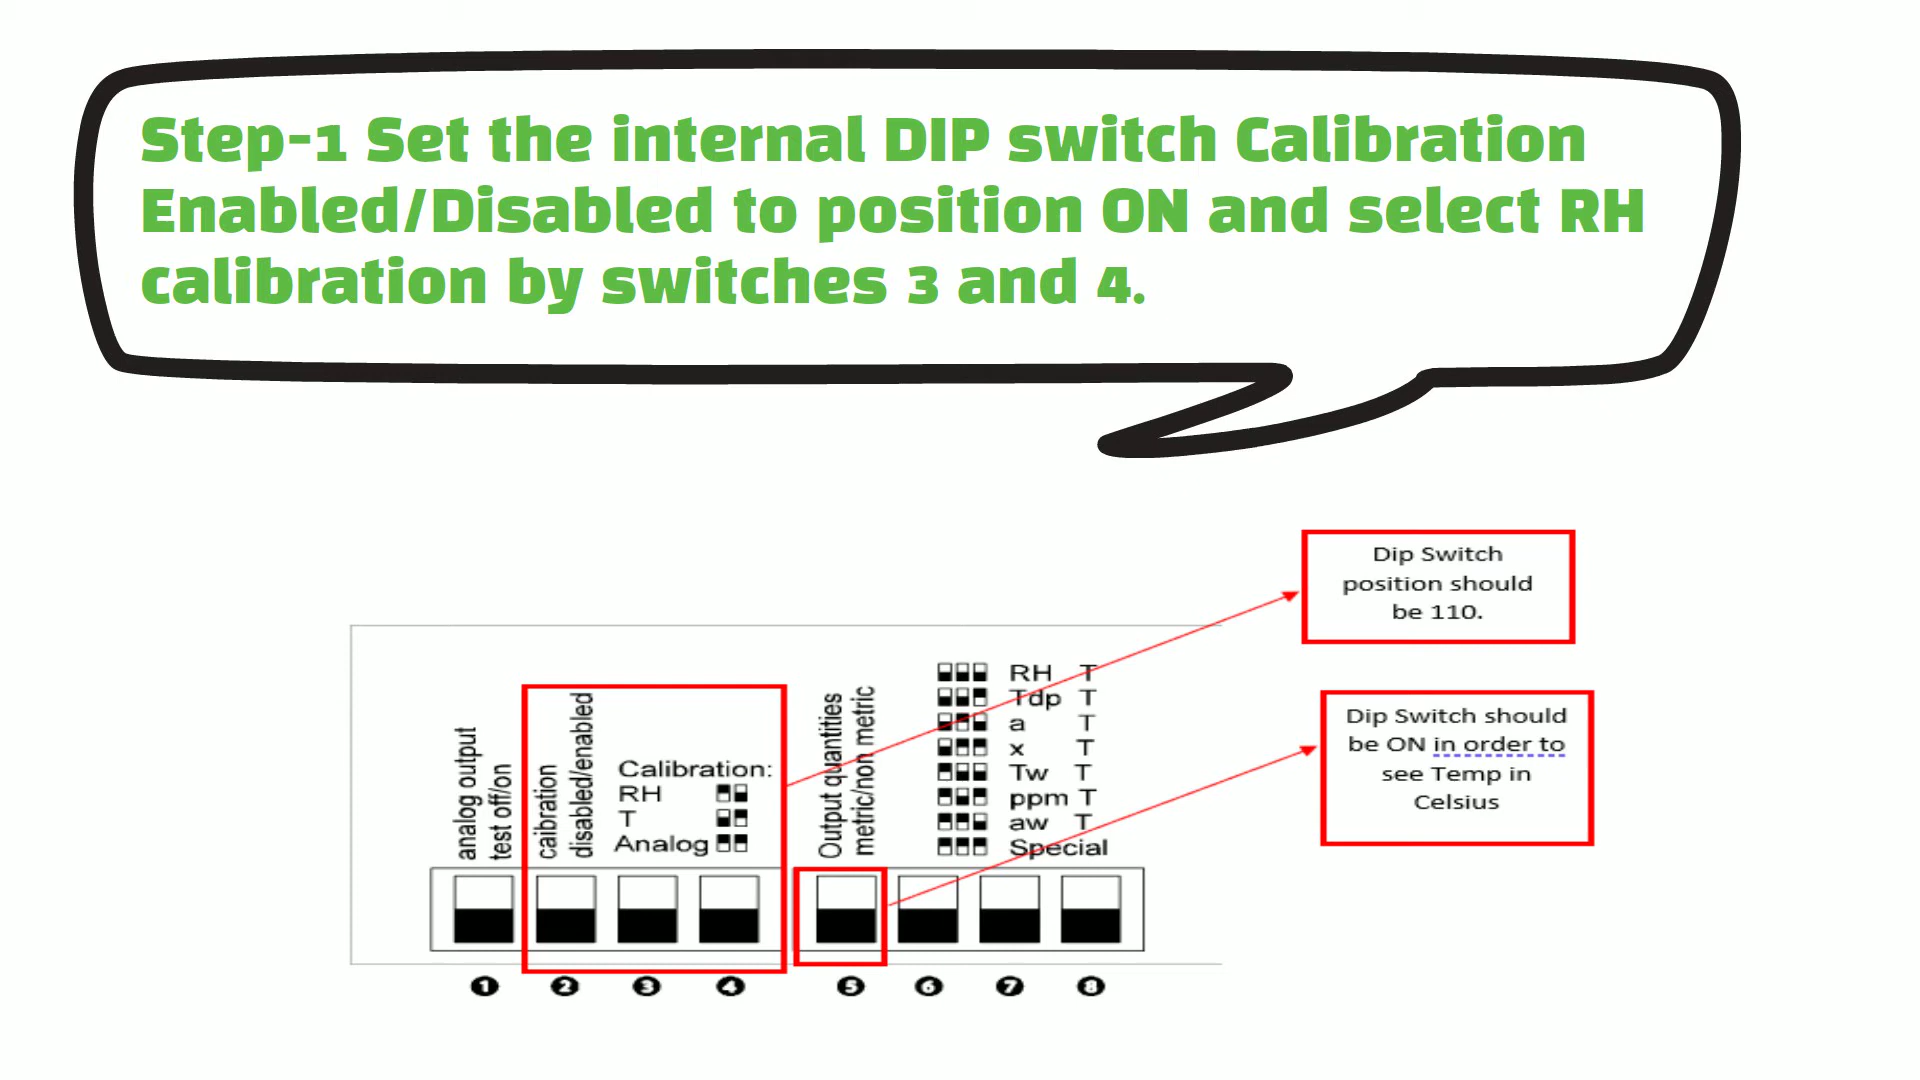 Step-1 Set the internal DIP switch Calibration
Enabled/Disabled to position ON and select RH
calibration by switches 3 and 4.
Dip Switch
position should
be 110.
Dip Switch should
be ON in order to
see Temp in
Celsius
analog output
test off/on
calibration
disabled/enabled
Calibration:
RH
T
Analog
Output quantities
metric/non metric
RH T
Tdp T
a T
x T
Tw T
ppm T
aw T
Special
1 2 3 4 5 6 7 8